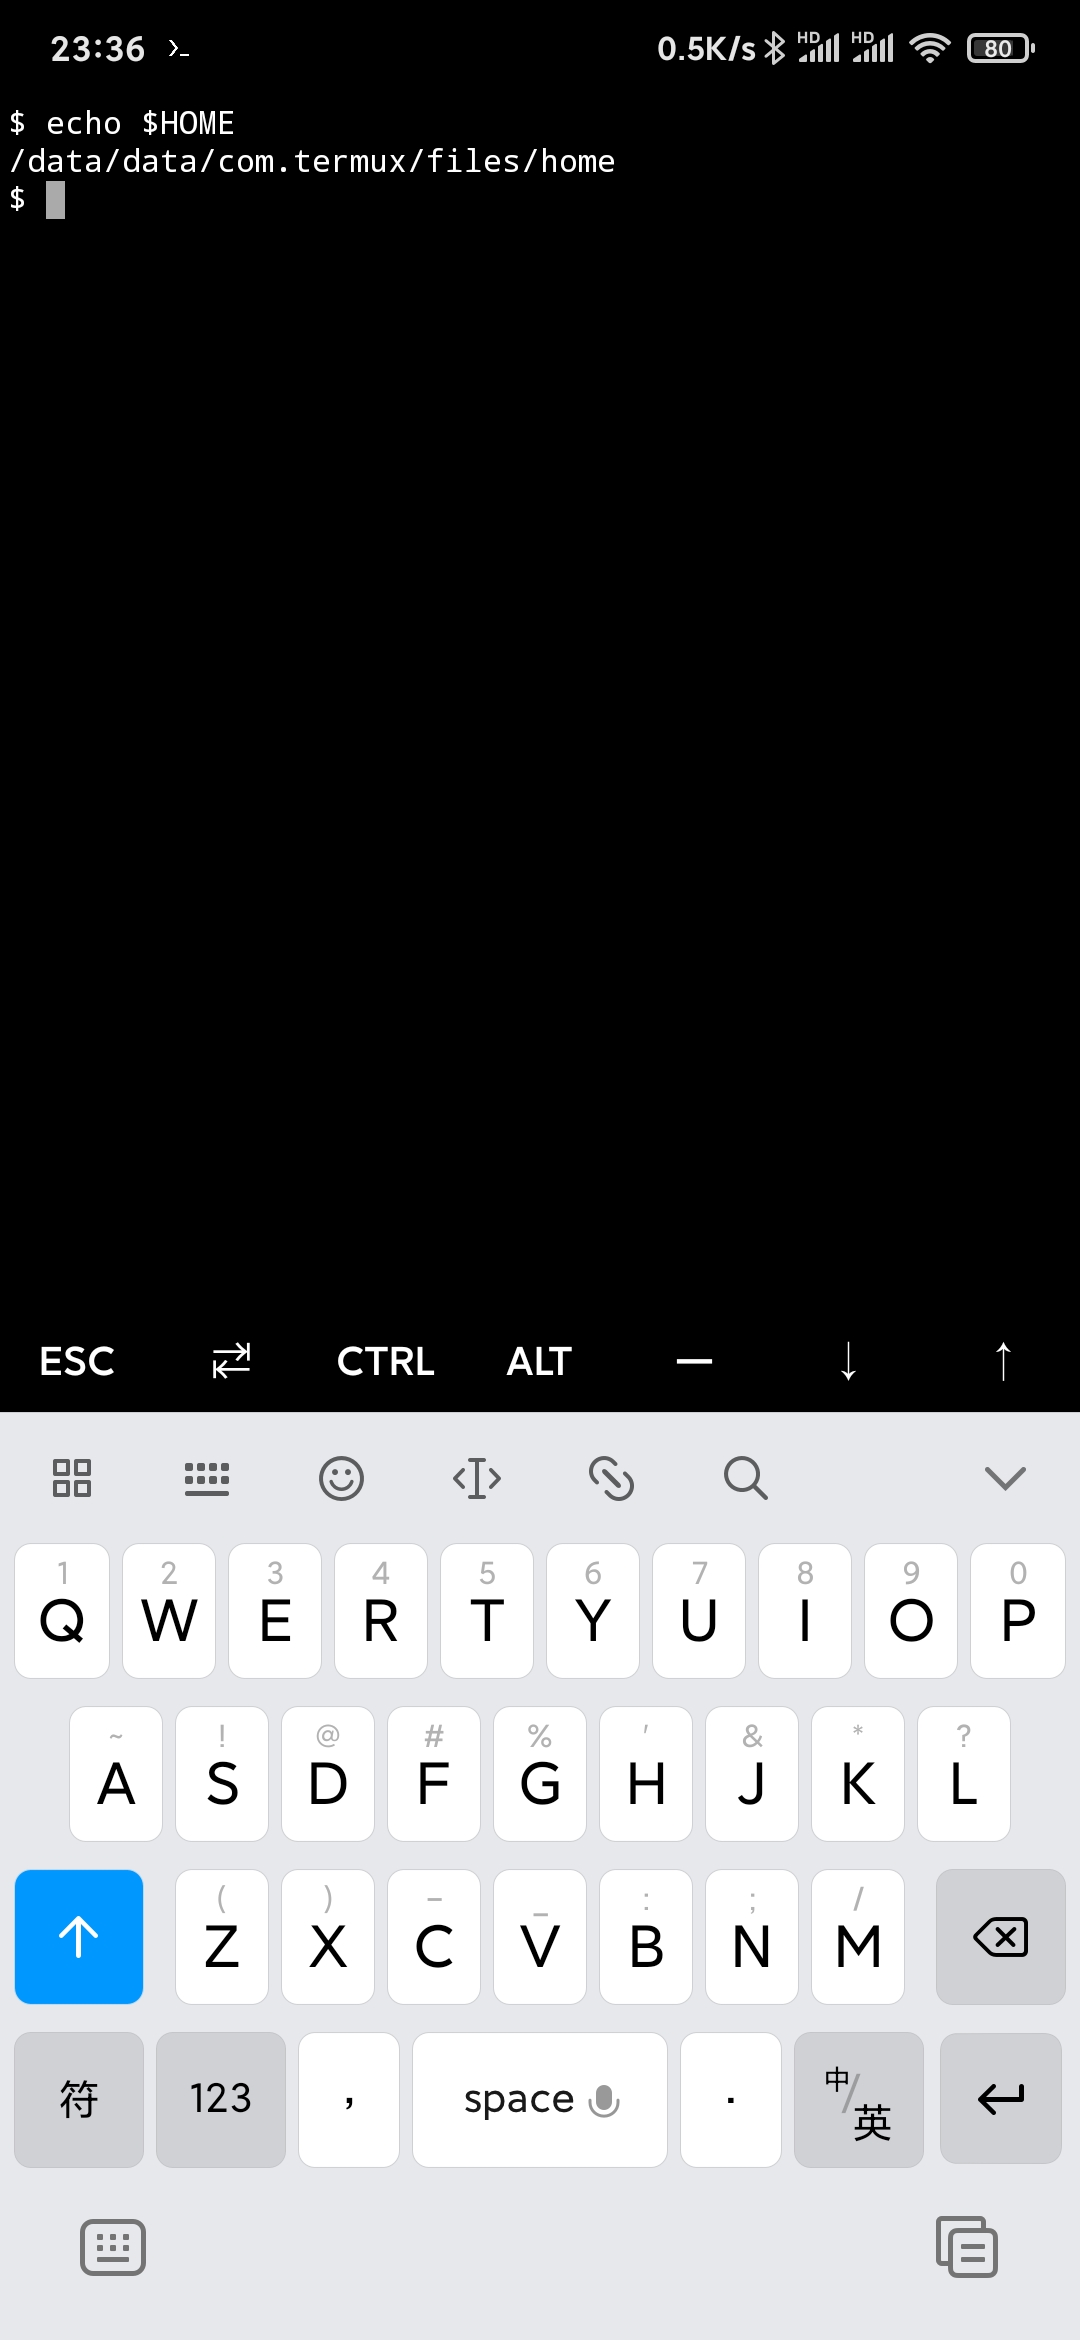 23:36 0.5K/s HD HD 80
$ echo $HOME
/data/data/com.termux/files/home
$
ESC CTRL ALT — ↓ ↑
1 2 3 4 5 6 7 8 9 0
Q W E R T Y U I O P
~ ! @ # % ' & * ?
A S D F G H J K L
( ) – _ : ; /
Z X C V B N M
符 123 , space . 中/英